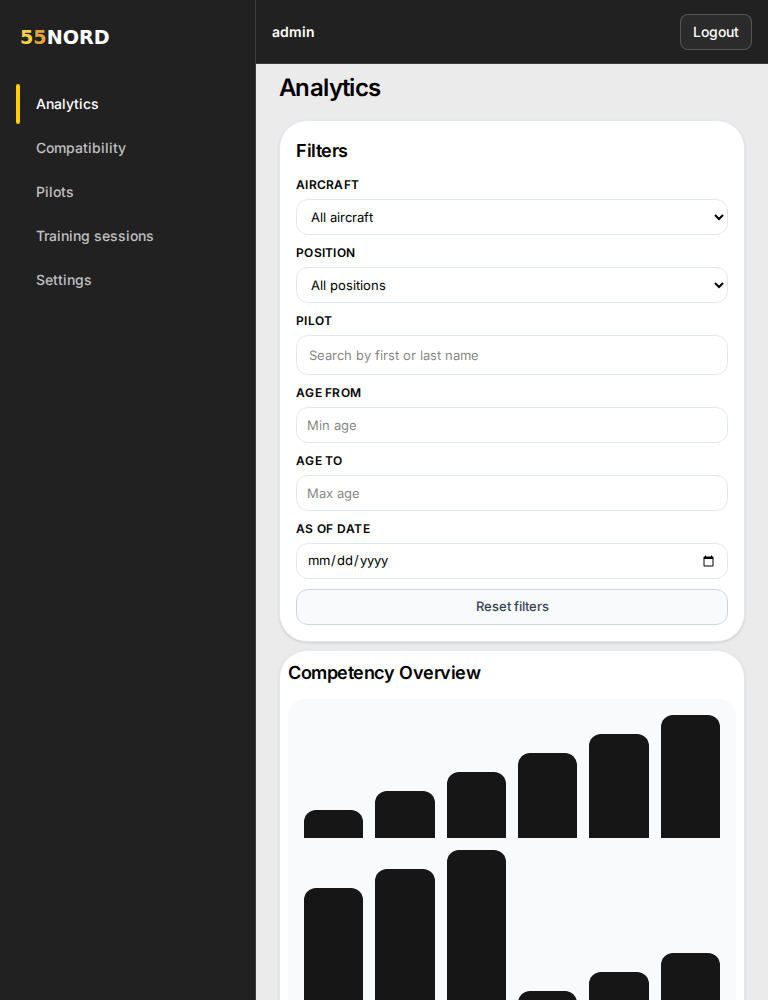 55NORD
Analytics
Compatibility
Pilots
Training sessions
Settings
admin
Logout
Analytics
Filters
AIRCRAFT
All aircraft
POSITION
All positions
PILOT
Search by first or last name
AGE FROM
Min age
AGE TO
Max age
AS OF DATE
mm/dd/yyyy
Reset filters
Competency Overview